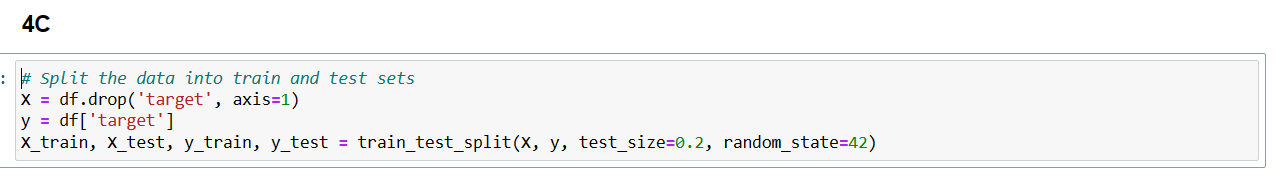 4C
: # Split the data into train and test sets
X = df.drop('target', axis=1)
y = df['target']
X_train, X_test, y_train, y_test = train_test_split(X, y, test_size=0.2, random_state=42)